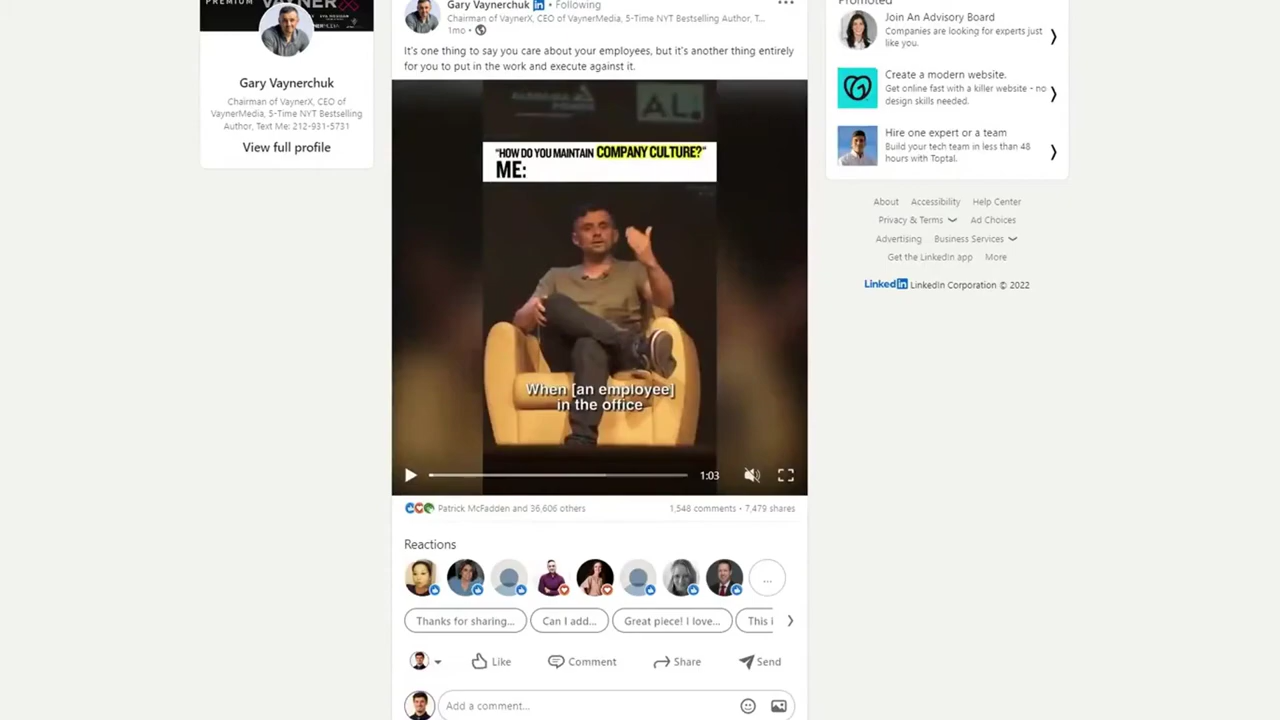 PREMIUM
VAYNER
Gary Vaynerchuk
Chairman of VaynerX, CEO of
VaynerMedia, 5-Time NYT Bestselling
Author, Text Me: 212-931-5731
View full profile
Gary Vaynerchuk in • Following
Chairman of VaynerX, CEO of VaynerMedia, 5-Time NYT Bestselling Author, T...
1mo •
It's one thing to say you care about your employees, but it's another thing entirely
for you to put in the work and execute against it.
AL.
"HOW DO YOU MAINTAIN COMPANY CULTURE?"
ME:
When [an employee]
in the office
1:03
Patrick McFadden and 36,606 others
1,548 comments • 7,479 shares
Reactions
...
Thanks for sharing...
Can I add...
Great piece! I love...
This i
Like
Comment
Share
Send
Add a comment...
Promoted
Join An Advisory Board
Companies are looking for experts just
like you.
Create a modern website.
Get online fast with a killer website - no
design skills needed.
Hire one expert or a team
Build your tech team in less than 48
hours with Toptal.
About Accessibility Help Center
Privacy & Terms Ad Choices
Advertising Business Services
Get the LinkedIn app More
LinkedIn LinkedIn Corporation © 2022